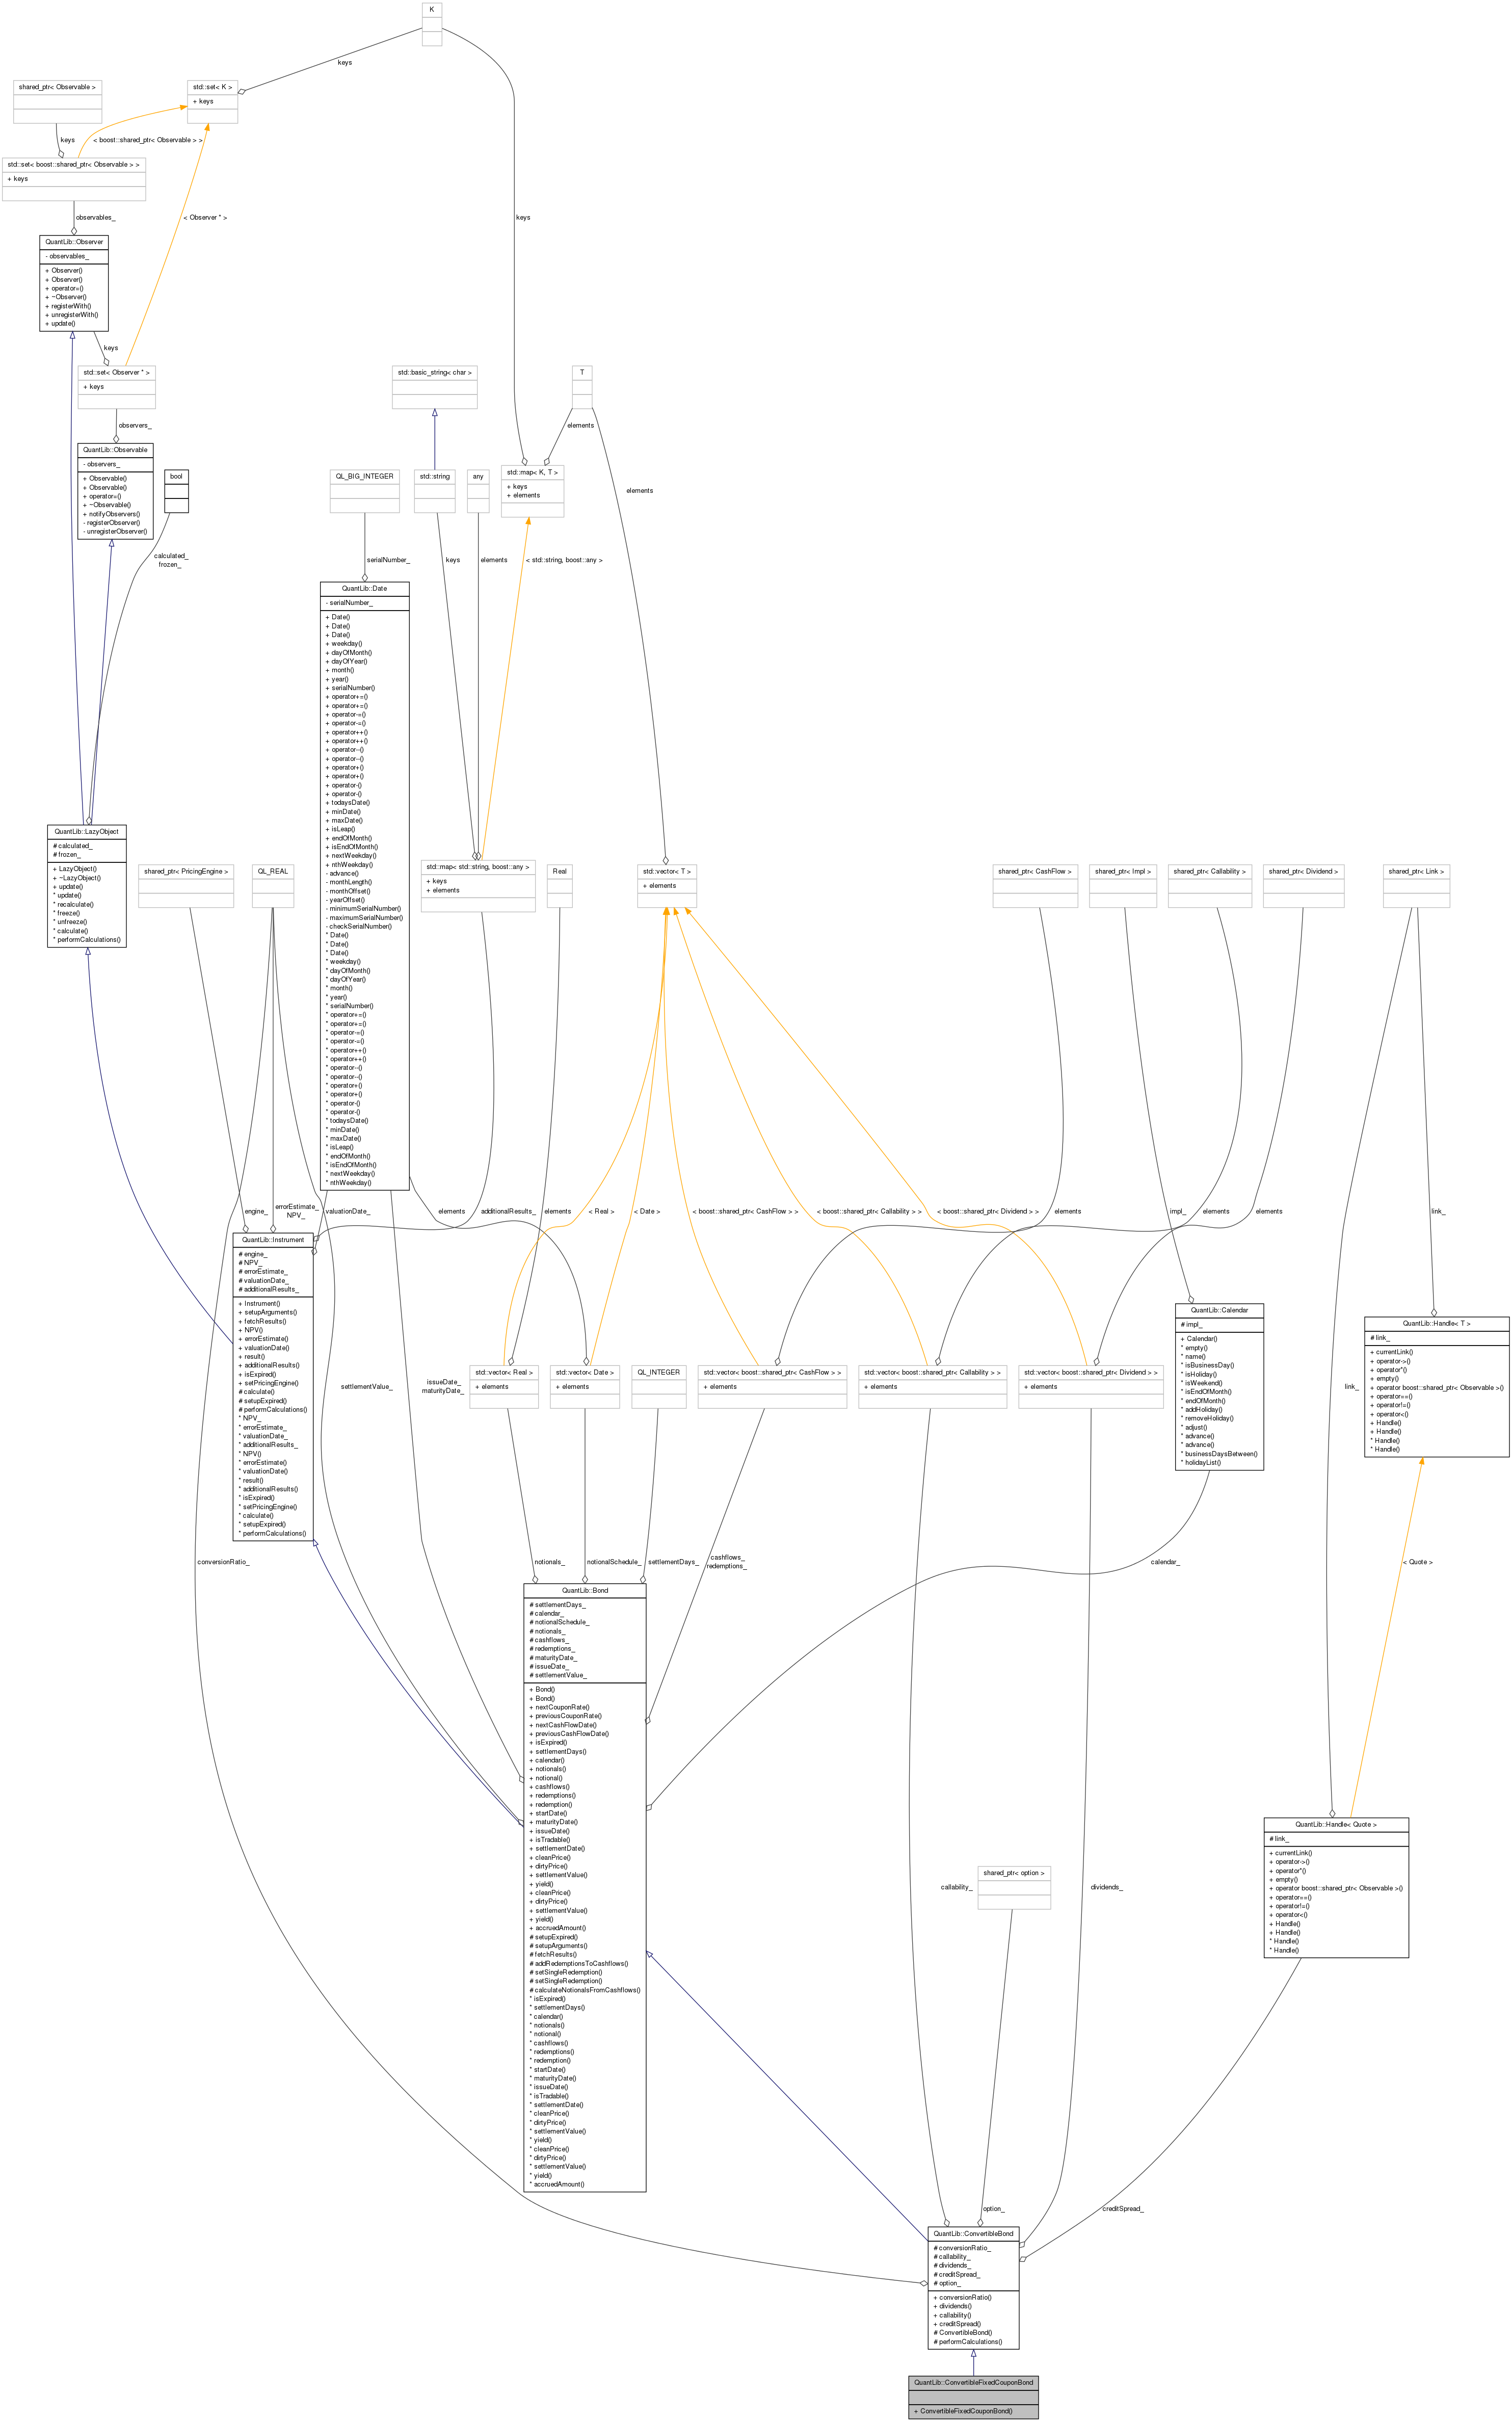 K
keys
shared_ptr< Observable >
std::set< K >
+ keys
keys
< boost::shared_ptr< Observable > >
std::set< boost::shared_ptr< Observable > >
+ keys
observables_
< Observer * >
keys
QuantLib::Observer
- observables_
+ Observer()
+ Observer()
+ operator=()
+ ~Observer()
+ registerWith()
+ unregisterWith()
+ update()
keys
std::set< Observer * >
+ keys
observers_
std::basic_string< char >
T
elements
elements
QuantLib::Observable
- observers_
+ Observable()
+ Observable()
+ operator=()
+ ~Observable()
+ notifyObservers()
- registerObserver()
- unregisterObserver()
bool
QL_BIG_INTEGER
std::string
any
std::map< K, T >
+ keys
+ elements
calculated_
frozen_
serialNumber_
keys
elements
< std::string, boost::any >
QuantLib::Date
- serialNumber_
+ Date()
+ Date()
+ Date()
+ weekday()
+ dayOfMonth()
+ dayOfYear()
+ month()
+ year()
+ serialNumber()
+ operator+=()
+ operator+=()
+ operator-=()
+ operator-=()
+ operator++()
+ operator++()
+ operator--()
+ operator--()
+ operator+()
+ operator+()
+ operator-()
+ operator-()
+ todaysDate()
+ minDate()
+ maxDate()
+ isLeap()
+ endOfMonth()
+ isEndOfMonth()
+ nextWeekday()
+ nthWeekday()
- advance()
- monthLength()
- monthOffset()
- yearOffset()
- minimumSerialNumber()
- maximumSerialNumber()
- checkSerialNumber()
* Date()
* Date()
* Date()
* weekday()
* dayOfMonth()
* dayOfYear()
* month()
* year()
* serialNumber()
* operator+=()
* operator+=()
* operator-=()
* operator-=()
* operator++()
* operator++()
* operator--()
* operator--()
* operator+()
* operator+()
* operator-()
* operator-()
* todaysDate()
* minDate()
* maxDate()
* isLeap()
* endOfMonth()
* isEndOfMonth()
* nextWeekday()
* nthWeekday()
QuantLib::LazyObject
# calculated_
# frozen_
+ LazyObject()
+ ~LazyObject()
+ update()
* update()
* recalculate()
* freeze()
* unfreeze()
* calculate()
* performCalculations()
shared_ptr< PricingEngine >
QL_REAL
std::map< std::string, boost::any >
+ keys
+ elements
Real
std::vector< T >
+ elements
shared_ptr< CashFlow >
shared_ptr< Impl >
shared_ptr< Callability >
shared_ptr< Dividend >
shared_ptr< Link >
engine_
errorEstimate_
NPV_
valuationDate_
elements
additionalResults_
elements
< Real >
< Date >
< boost::shared_ptr< CashFlow > >
< boost::shared_ptr< Callability > >
< boost::shared_ptr< Dividend > >
elements
impl_
elements
elements
link_
QuantLib::Instrument
# engine_
# NPV_
# errorEstimate_
# valuationDate_
# additionalResults_
+ Instrument()
+ setupArguments()
+ fetchResults()
+ NPV()
+ errorEstimate()
+ valuationDate()
+ result()
+ additionalResults()
+ isExpired()
+ setPricingEngine()
# calculate()
# setupExpired()
# performCalculations()
* NPV_
* errorEstimate_
* valuationDate_
* additionalResults_
* NPV()
* errorEstimate()
* valuationDate()
* result()
* additionalResults()
* isExpired()
* setPricingEngine()
* calculate()
* setupExpired()
* performCalculations()
QuantLib::Calendar
# impl_
+ Calendar()
* empty()
* name()
* isBusinessDay()
* isHoliday()
* isWeekend()
* isEndOfMonth()
* endOfMonth()
* addHoliday()
* removeHoliday()
* adjust()
* advance()
* advance()
* businessDaysBetween()
* holidayList()
QuantLib::Handle< T >
# link_
+ currentLink()
+ operator->()
+ operator*()
+ empty()
+ operator boost::shared_ptr< Observable >()
+ operator==()
+ operator!=()
+ operator<()
+ Handle()
+ Handle()
* Handle()
* Handle()
settlementValue_
issueDate_
maturityDate_
std::vector< Real >
+ elements
std::vector< Date >
+ elements
QL_INTEGER
std::vector< boost::shared_ptr< CashFlow > >
+ elements
std::vector< boost::shared_ptr< Callability > >
+ elements
std::vector< boost::shared_ptr< Dividend > >
+ elements
link_
conversionRatio_
notionals_
notionalSchedule_
settlementDays_
cashflows_
redemptions_
calendar_
< Quote >
QuantLib::Bond
# settlementDays_
# calendar_
# notionalSchedule_
# notionals_
# cashflows_
# redemptions_
# maturityDate_
# issueDate_
# settlementValue_
+ Bond()
+ Bond()
+ nextCouponRate()
+ previousCouponRate()
+ nextCashFlowDate()
+ previousCashFlowDate()
+ isExpired()
+ settlementDays()
+ calendar()
+ notionals()
+ notional()
+ cashflows()
+ redemptions()
+ redemption()
+ startDate()
+ maturityDate()
+ issueDate()
+ isTradable()
+ settlementDate()
+ cleanPrice()
+ dirtyPrice()
+ settlementValue()
+ yield()
+ cleanPrice()
+ dirtyPrice()
+ settlementValue()
+ yield()
+ accruedAmount()
# setupExpired()
# setupArguments()
# fetchResults()
# addRedemptionsToCashflows()
# setSingleRedemption()
# setSingleRedemption()
# calculateNotionalsFromCashflows()
* isExpired()
* settlementDays()
* calendar()
* notionals()
* notional()
* cashflows()
* redemptions()
* redemption()
* startDate()
* maturityDate()
* issueDate()
* isTradable()
* settlementDate()
* cleanPrice()
* dirtyPrice()
* settlementValue()
* yield()
* cleanPrice()
* dirtyPrice()
* settlementValue()
* yield()
* accruedAmount()
QuantLib::Handle< Quote >
# link_
+ currentLink()
+ operator->()
+ operator*()
+ empty()
+ operator boost::shared_ptr< Observable >()
+ operator==()
+ operator!=()
+ operator<()
+ Handle()
+ Handle()
* Handle()
* Handle()
shared_ptr< option >
callability_
dividends_
option_
creditSpread_
QuantLib::ConvertibleBond
# conversionRatio_
# callability_
# dividends_
# creditSpread_
# option_
+ conversionRatio()
+ dividends()
+ callability()
+ creditSpread()
# ConvertibleBond()
# performCalculations()
QuantLib::ConvertibleFixedCouponBond
+ ConvertibleFixedCouponBond()